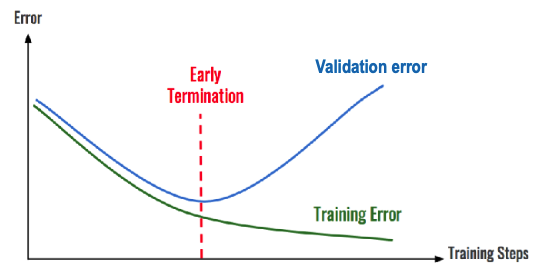 Error
Validation error
Early
Termination
Training Error
Training Steps